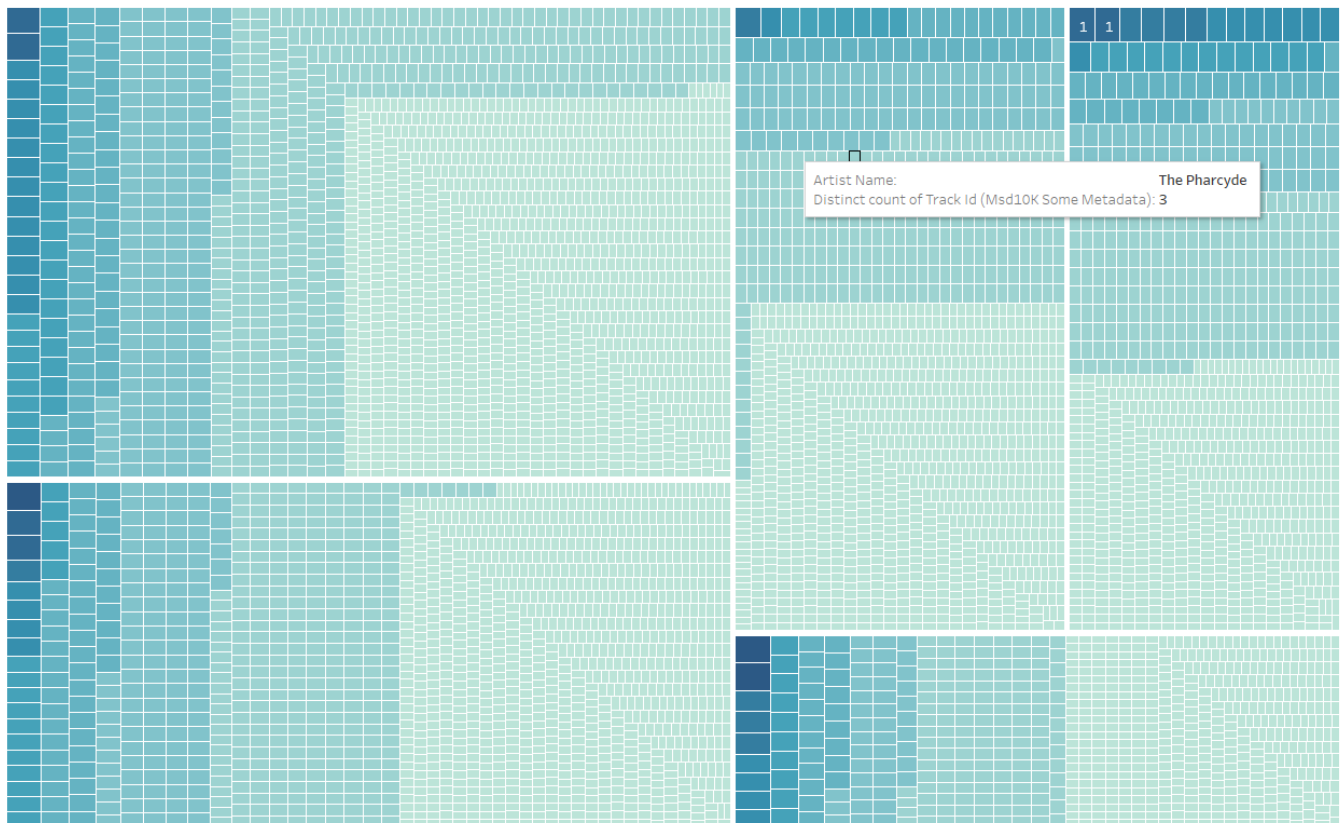 1 1
Artist Name: The Pharcyde
Distinct count of Track Id (Msd10K Some Metadata): 3